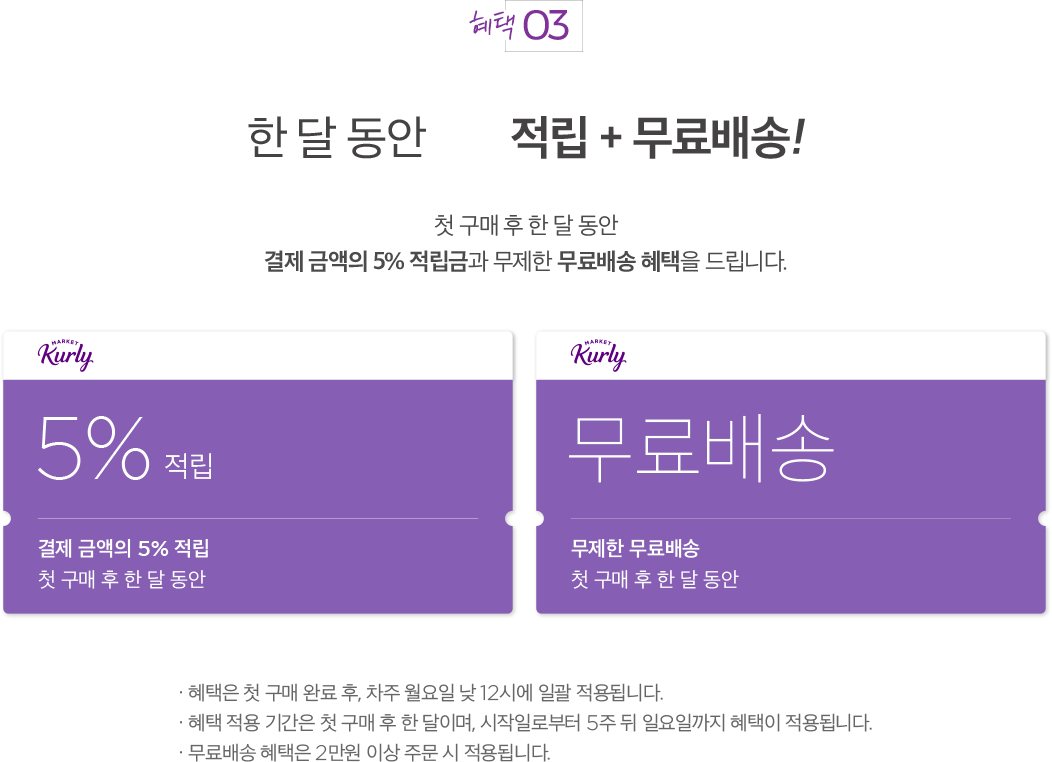 혜택 03
한 달 동안 적립 + 무료배송!
첫 구매 후 한 달 동안
결제 금액의 5% 적립금과 무제한 무료배송 혜택을 드립니다.
MARKET
Kurly
5% 적립
결제 금액의 5% 적립
첫 구매 후 한 달 동안
MARKET
Kurly
무료배송
무제한 무료배송
첫 구매 후 한 달 동안
· 혜택은 첫 구매 완료 후, 차주 월요일 낮 12시에 일괄 적용됩니다.
· 혜택 적용 기간은 첫 구매 후 한 달이며, 시작일로부터 5주 뒤 일요일까지 혜택이 적용됩니다.
· 무료배송 혜택은 2만원 이상 주문 시 적용됩니다.